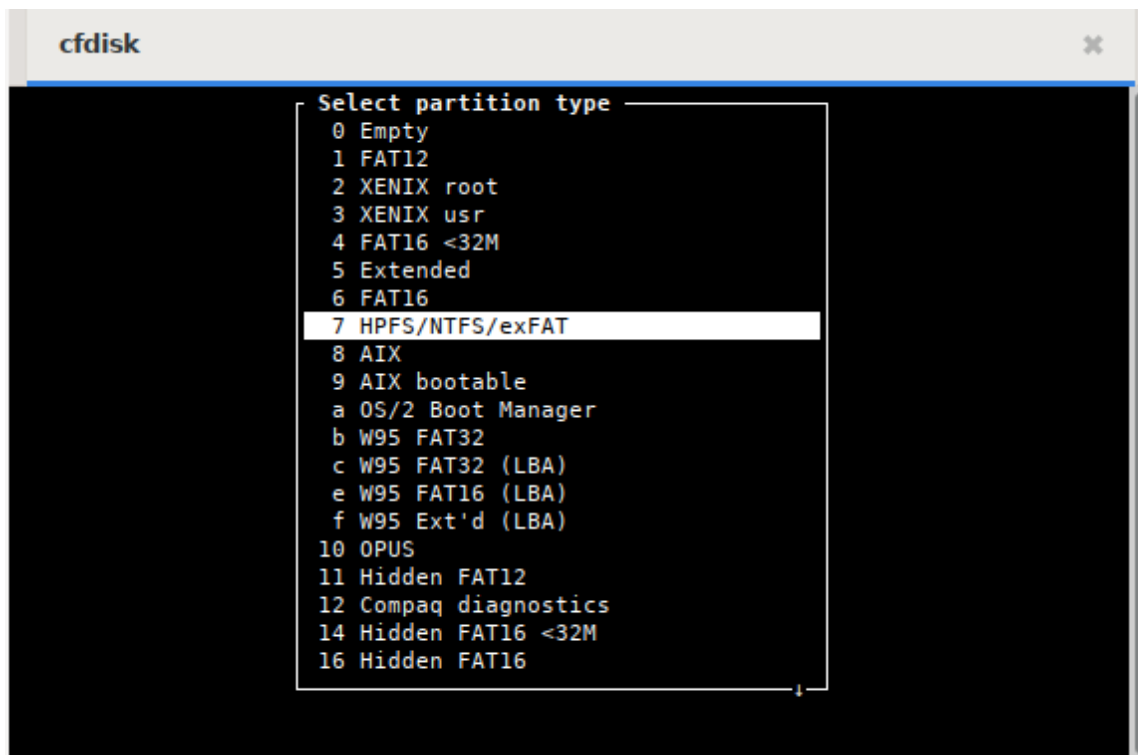 cfdisk
Select partition type
0 Empty
1 FAT12
2 XENIX root
3 XENIX usr
4 FAT16 <32M
5 Extended
6 FAT16
7 HPFS/NTFS/exFAT
8 AIX
9 AIX bootable
a OS/2 Boot Manager
b W95 FAT32
c W95 FAT32 (LBA)
e W95 FAT16 (LBA)
f W95 Ext'd (LBA)
10 OPUS
11 Hidden FAT12
12 Compaq diagnostics
14 Hidden FAT16 <32M
16 Hidden FAT16